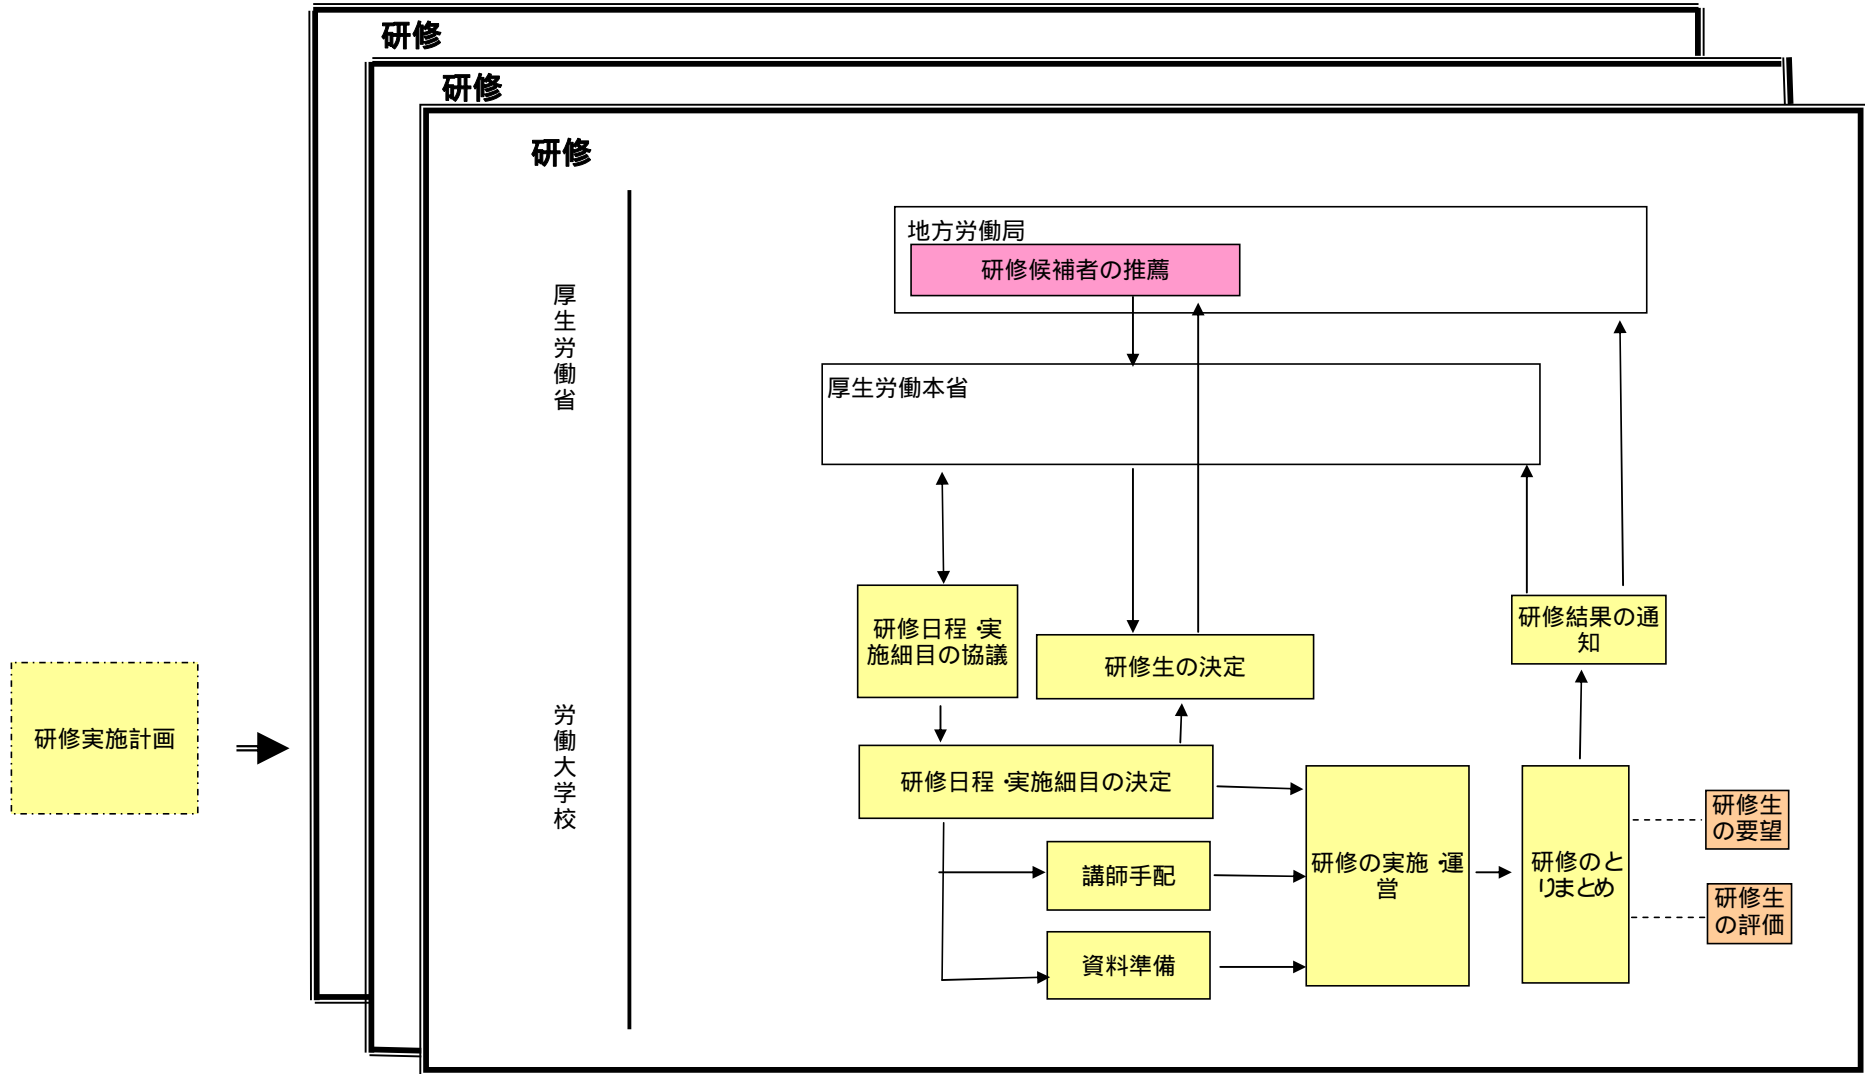 研修
研修
研修
地方労働局
研修候補者の推薦
厚生労働省
厚生労働本省
研修日程・実
施細目の協議
研修生の決定
研修結果の通
知
研修実施計画
労働大学校
研修日程・実施細目の決定
講師手配
資料準備
研修の実施・運
営
研修のと
りまとめ
研修生
の要望
研修生
の評価